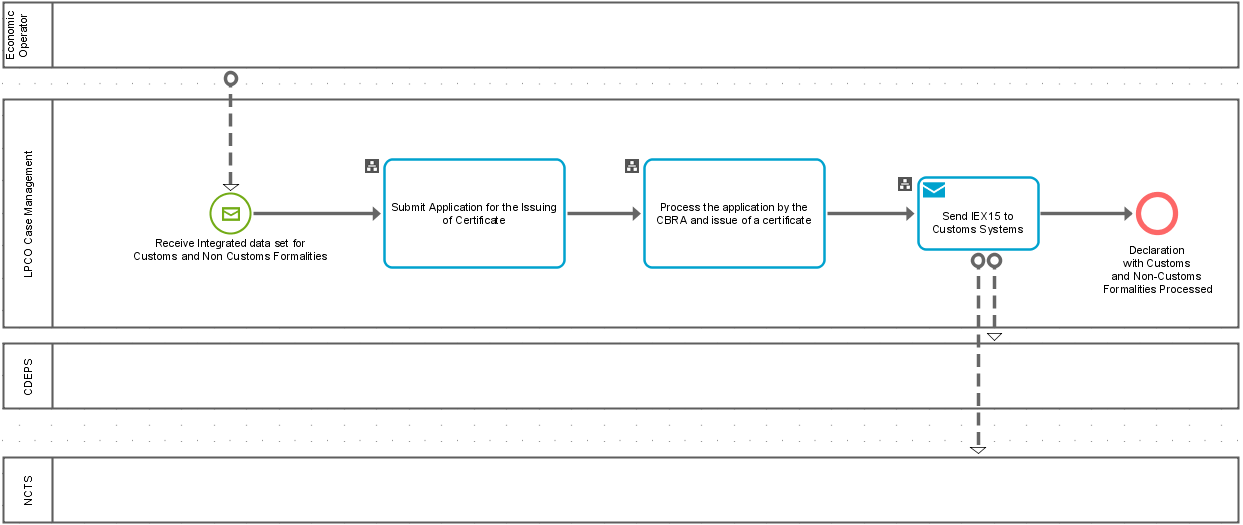 Economic
Operator
LPCO Case Management
Receive Integrated data set for
Customs and Non Customs Formalities
Submit Application for the Issuing
of Certificate
Process the application by the
CBRA and issue of a certificate
Send IEX15 to
Customs Systems
Declaration
with Customs
and Non-Customs
Formalities Processed
CDEPS
NCTS